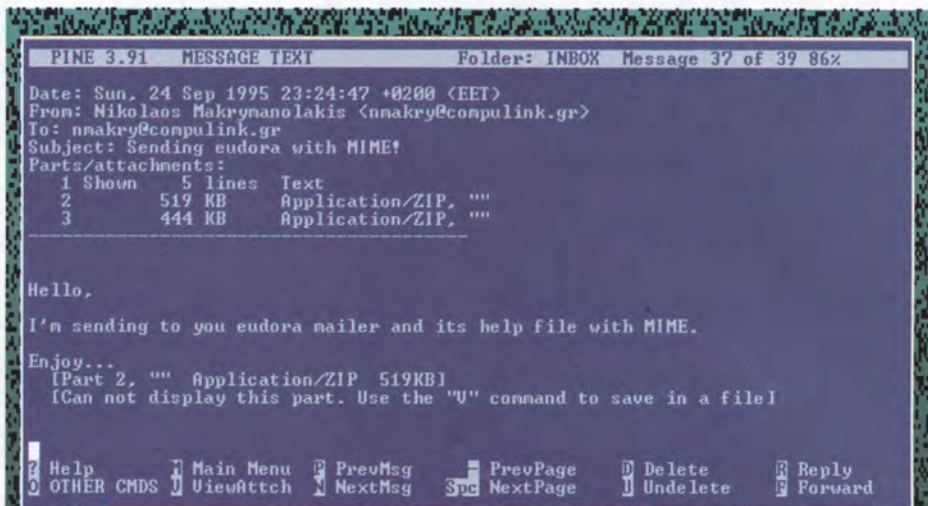 PINE 3.91 MESSAGE TEXT Folder: INBOX Message 37 of 39 86%
Date: Sun, 24 Sep 1995 23:24:47 +0200 (EET)
From: Nikolaos Makrymanolakis <nmakry@compulink.gr>
To: nmakry@compulink.gr
Subject: Sending eudora with MIME!
Parts/attachments:
1 Shown 5 lines Text
2 519 KB Application/ZIP, ""
3 444 KB Application/ZIP, ""
----------------------------------------
Hello,
I'm sending to you eudora mailer and its help file with MIME.
Enjoy...
[Part 2, "" Application/ZIP 519KB]
[Can not display this part. Use the "V" command to save in a file]
? Help M Main Menu P PrevMsg - PrevPage D Delete R Reply
O OTHER CMDS V ViewAttch N NextMsg Spc NextPage U Undelete F Forward